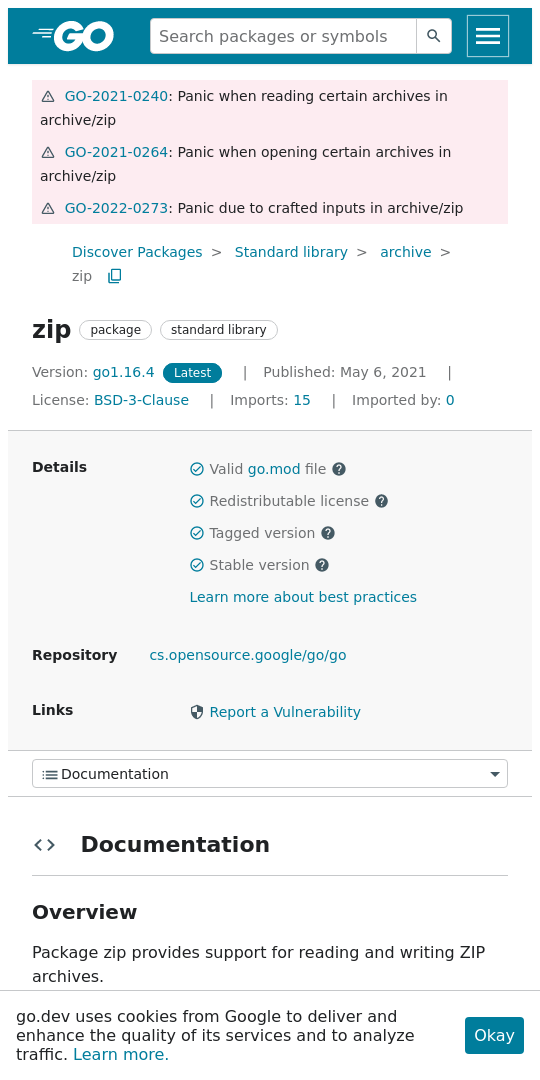 GO
Search packages or symbols
GO-2021-0240: Panic when reading certain archives in
archive/zip
GO-2021-0264: Panic when opening certain archives in
archive/zip
GO-2022-0273: Panic due to crafted inputs in archive/zip
Discover Packages > Standard library > archive >
zip
zip package standard library
Version: go1.16.4 Latest | Published: May 6, 2021 |
License: BSD-3-Clause | Imports: 15 | Imported by: 0
Details
Valid go.mod file
Redistributable license
Tagged version
Stable version
Learn more about best practices
Repository cs.opensource.google/go/go
Links
Report a Vulnerability
Documentation
Documentation
Overview
Package zip provides support for reading and writing ZIP
archives.
go.dev uses cookies from Google to deliver and
enhance the quality of its services and to analyze
traffic. Learn more.
Okay